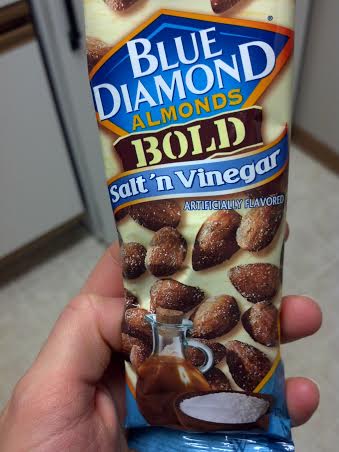 BLUE
DIAMOND
ALMONDS
BOLD
Salt 'n Vinegar
ARTIFICIALLY FLAVORED